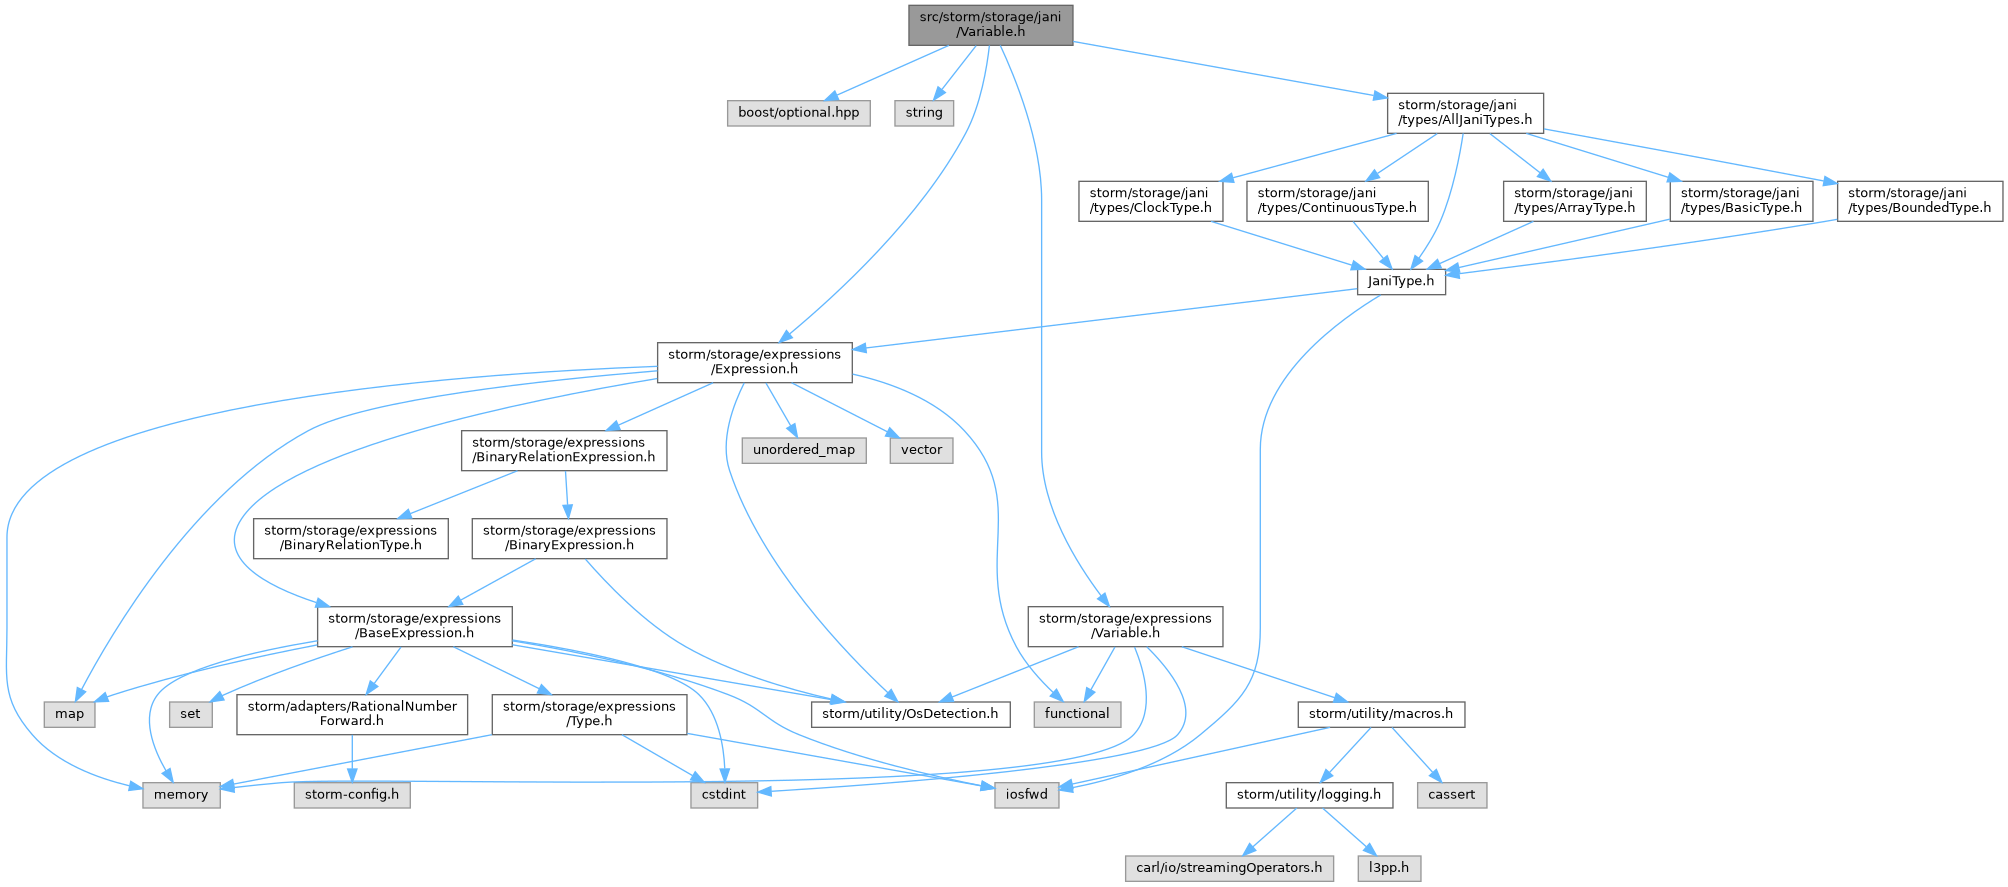 src/storm/storage/jani
/Variable.h
boost/optional.hpp
string
storm/storage/jani
/types/AllJaniTypes.h
storm/storage/jani
/types/ClockType.h
storm/storage/jani
/types/ContinuousType.h
storm/storage/jani
/types/ArrayType.h
storm/storage/jani
/types/BasicType.h
storm/storage/jani
/types/BoundedType.h
JaniType.h
storm/storage/expressions
/Expression.h
storm/storage/expressions
/BinaryRelationExpression.h
unordered_map
vector
storm/storage/expressions
/BinaryRelationType.h
storm/storage/expressions
/BinaryExpression.h
storm/storage/expressions
/BaseExpression.h
storm/storage/expressions
/Variable.h
map
set
storm/adapters/RationalNumber
Forward.h
storm/storage/expressions
/Type.h
storm/utility/OsDetection.h
functional
storm/utility/macros.h
memory
storm-config.h
cstdint
iosfwd
storm/utility/logging.h
cassert
carl/io/streamingOperators.h
l3pp.h